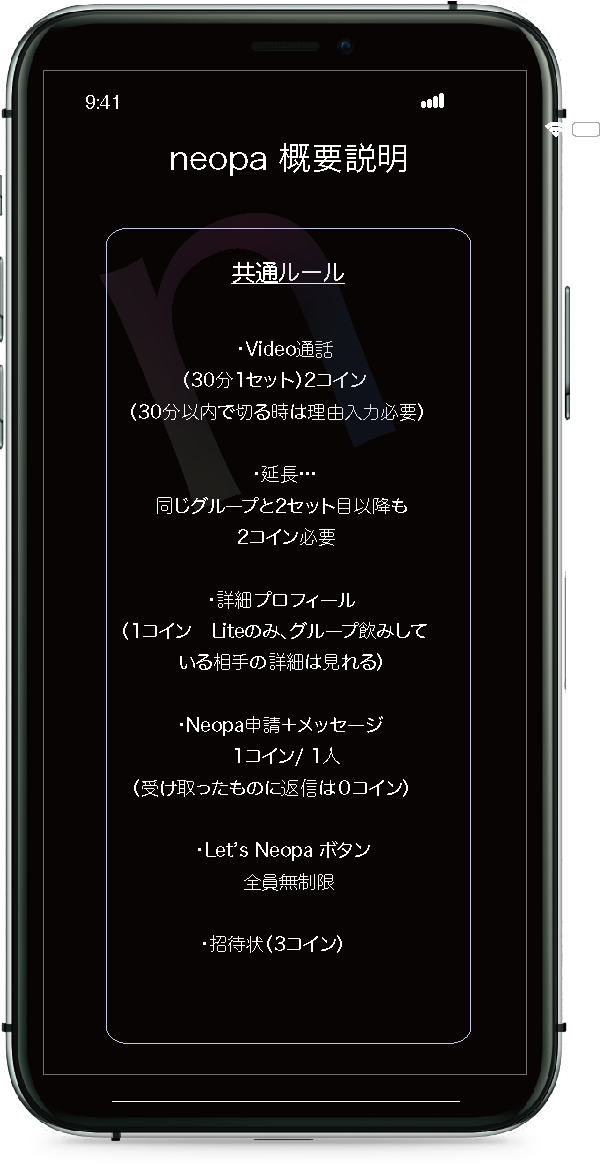 9:41
neopa 概要説明
共通ルール
・Video通話
(30分1セット)2コイン
(30分以内で切る時は理由入力必要)
・延長…
同じグループと2セット目以降も
2コイン必要
・詳細プロフィール
(1コイン　Liteのみ、グループ飲みして
いる相手の詳細は見れる)
・Neopa申請＋メッセージ
1コイン/ 1人
(受け取ったものに返信は0コイン)
・Let's Neopa ボタン
全員無制限
・招待状(3コイン)